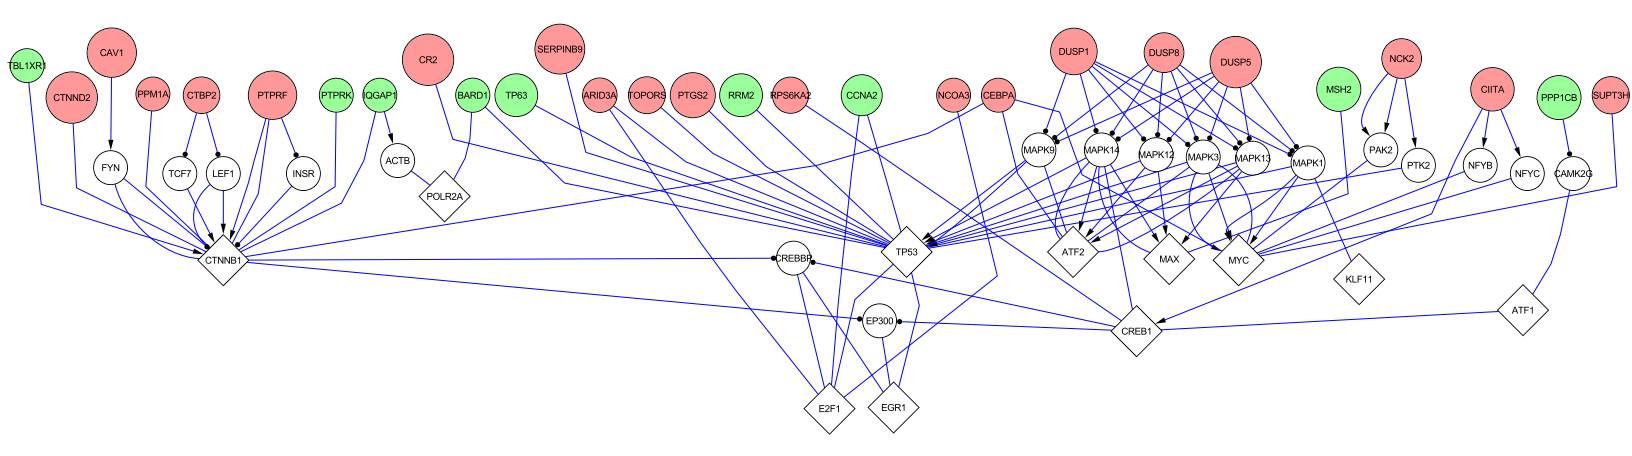 TBL1XR1
CTNND2
CAV1
PPM1A
CTBP2
PTPRF
PTPRK
IQGAP1
CR2
BARD1
TP63
SERPINB9
ARID3A
TOPORS
PTGS2
RRM2
RPS6KA2
CCNA2
NCOA3
CEBPA
DUSP1
DUSP8
DUSP5
MSH2
NCK2
CIITA
PPP1CB
SUPT3H
FYN
TCF7
LEF1
INSR
ACTB
POLR2A
MAPK9
MAPK14
MAPK12
MAPK3
MAPK13
MAPK1
PAK2
PTK2
NFYB
NFYC
CAMK2G
CTNNB1
CREBBP
TP53
ATF2
MAX
MYC
KLF11
EP300
CREB1
ATF1
E2F1
EGR1